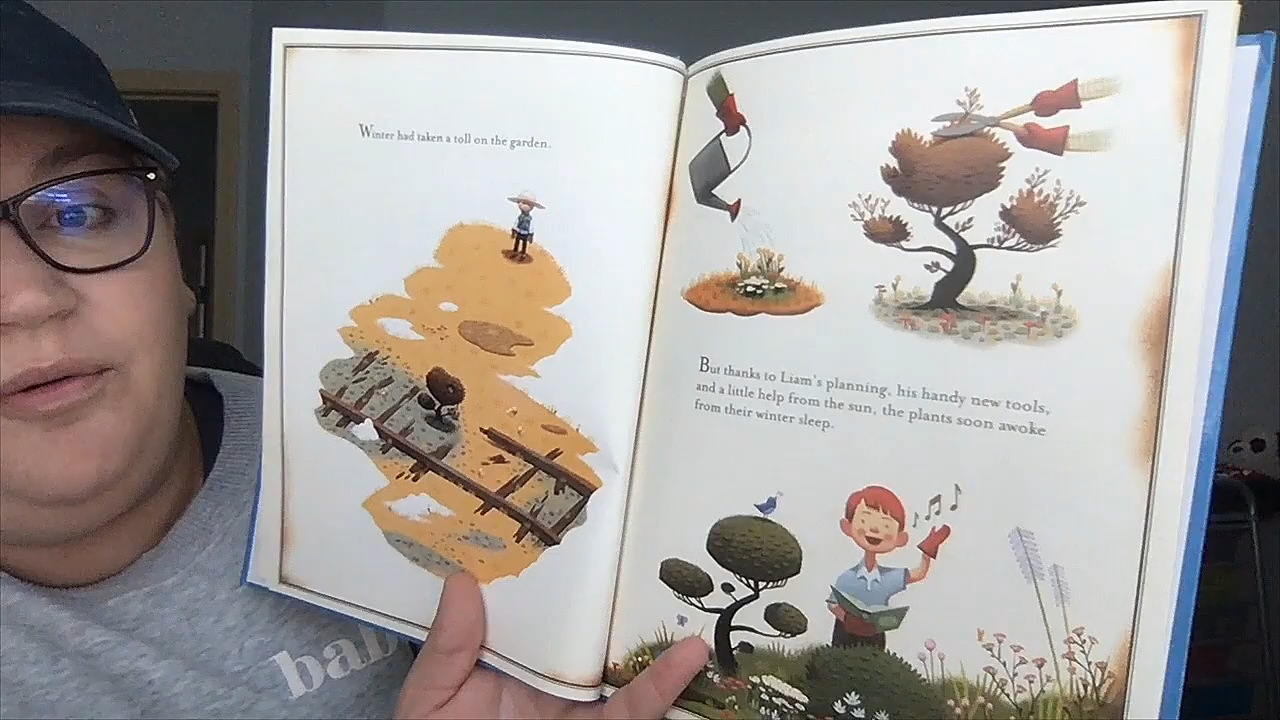 Winter had taken a toll on the garden.
But thanks to Liam's planning, his handy new tools,
and a little help from the sun, the plants soon awoke
from their winter sleep.
bab